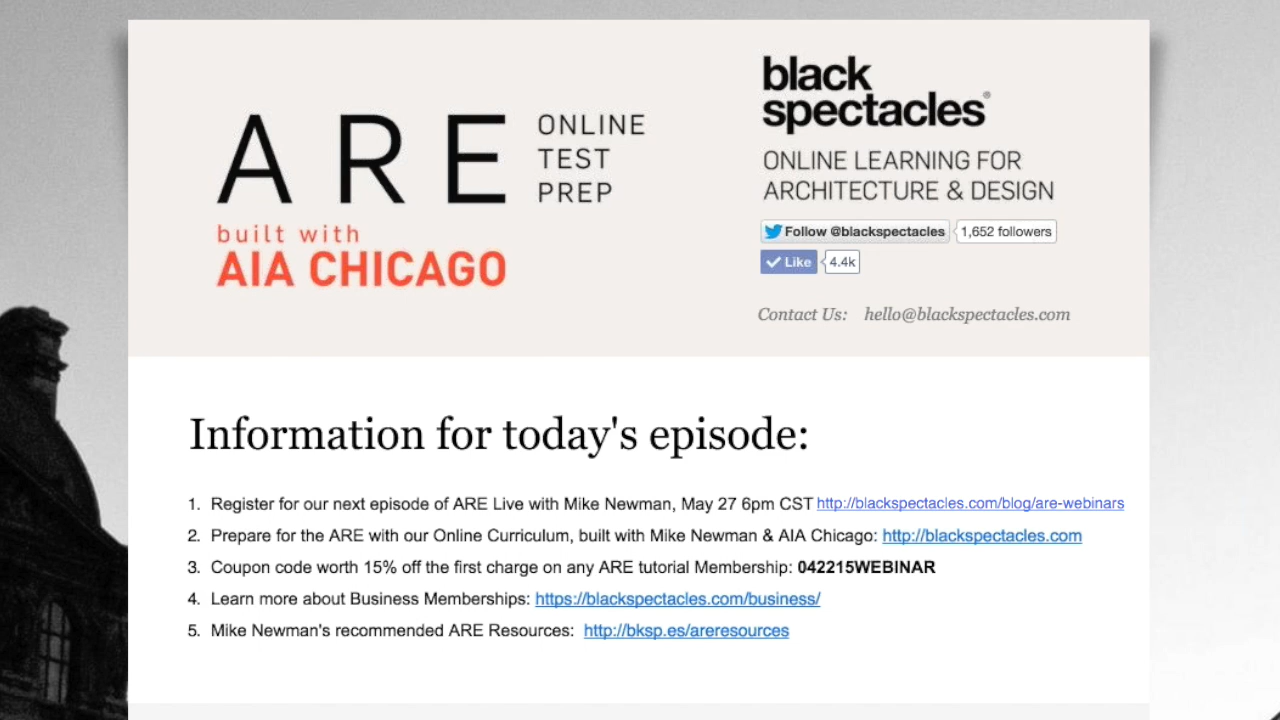 A R E
ONLINE
TEST
PREP
built with
AIA CHICAGO
black
spectacles®
ONLINE LEARNING FOR
ARCHITECTURE & DESIGN
Follow @blackspectacles 1,652 followers
Like 4.4k
Contact Us: hello@blackspectacles.com
Information for today's episode:
1. Register for our next episode of ARE Live with Mike Newman, May 27 6pm CST http://blackspectacles.com/blog/are-webinars
2. Prepare for the ARE with our Online Curriculum, built with Mike Newman & AIA Chicago: http://blackspectacles.com
3. Coupon code worth 15% off the first charge on any ARE tutorial Membership: 042215WEBINAR
4. Learn more about Business Memberships: https://blackspectacles.com/business/
5. Mike Newman's recommended ARE Resources: http://bksp.es/areresources